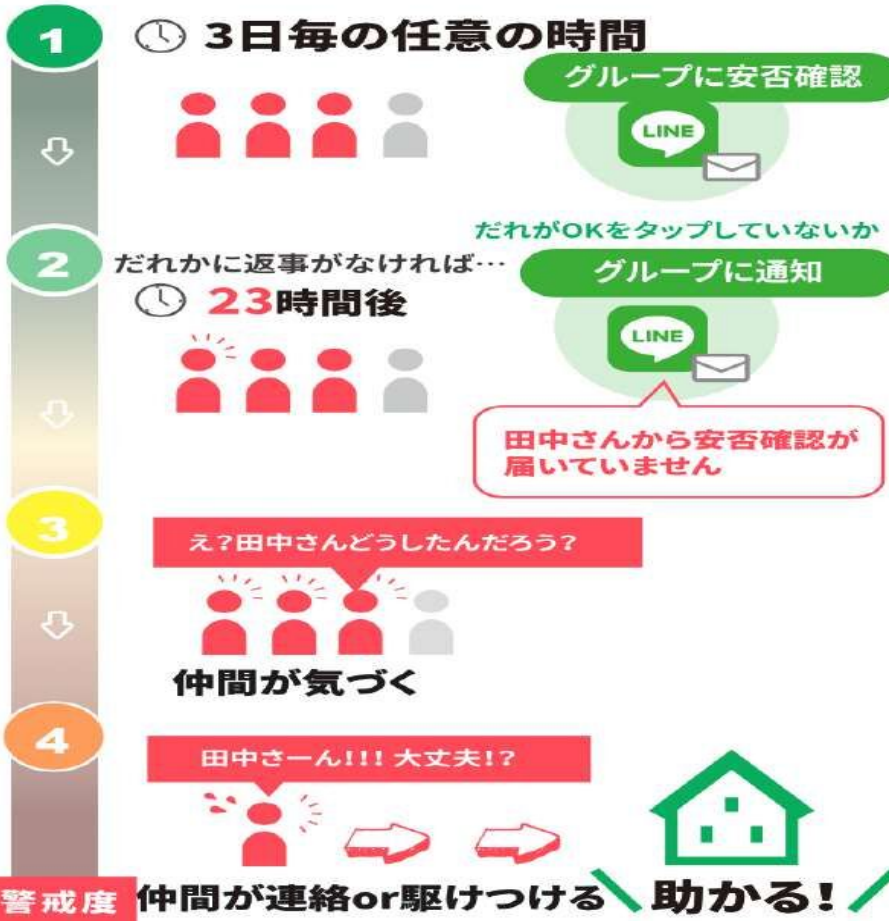 1
3日毎の任意の時間
グループに安否確認
LINE
だれがOKをタップしていないか
2
だれかに返事がなければ…
グループに通知
23時間後
LINE
田中さんから安否確認が
届いていません
3
え?田中さんどうしたんだろう?
仲間が気づく
4
田中さーん!!! 大丈夫!?
警戒度
仲間が連絡or駆けつける
助かる!